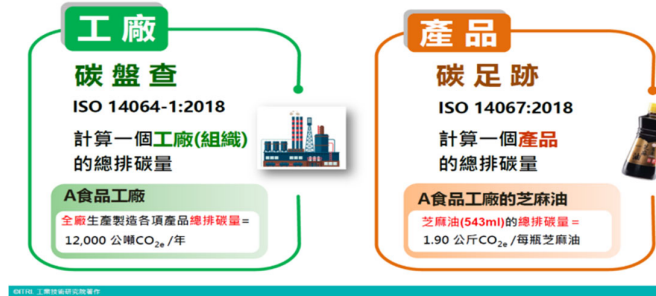 工廠
碳盤查
ISO 14064-1:2018
計算一個工廠(組織)
的總排碳量
A食品工廠
全廠生產製造各項產品總排碳量=
12,000 公噸CO2e /年
產品
碳足跡
ISO 14067:2018
計算一個產品
的總排碳量
A食品工廠的芝麻油
芝麻油(543ml)的總排碳量=
1.90 公斤CO2e /每瓶芝麻油
©ITRI. 工業技術研究院著作